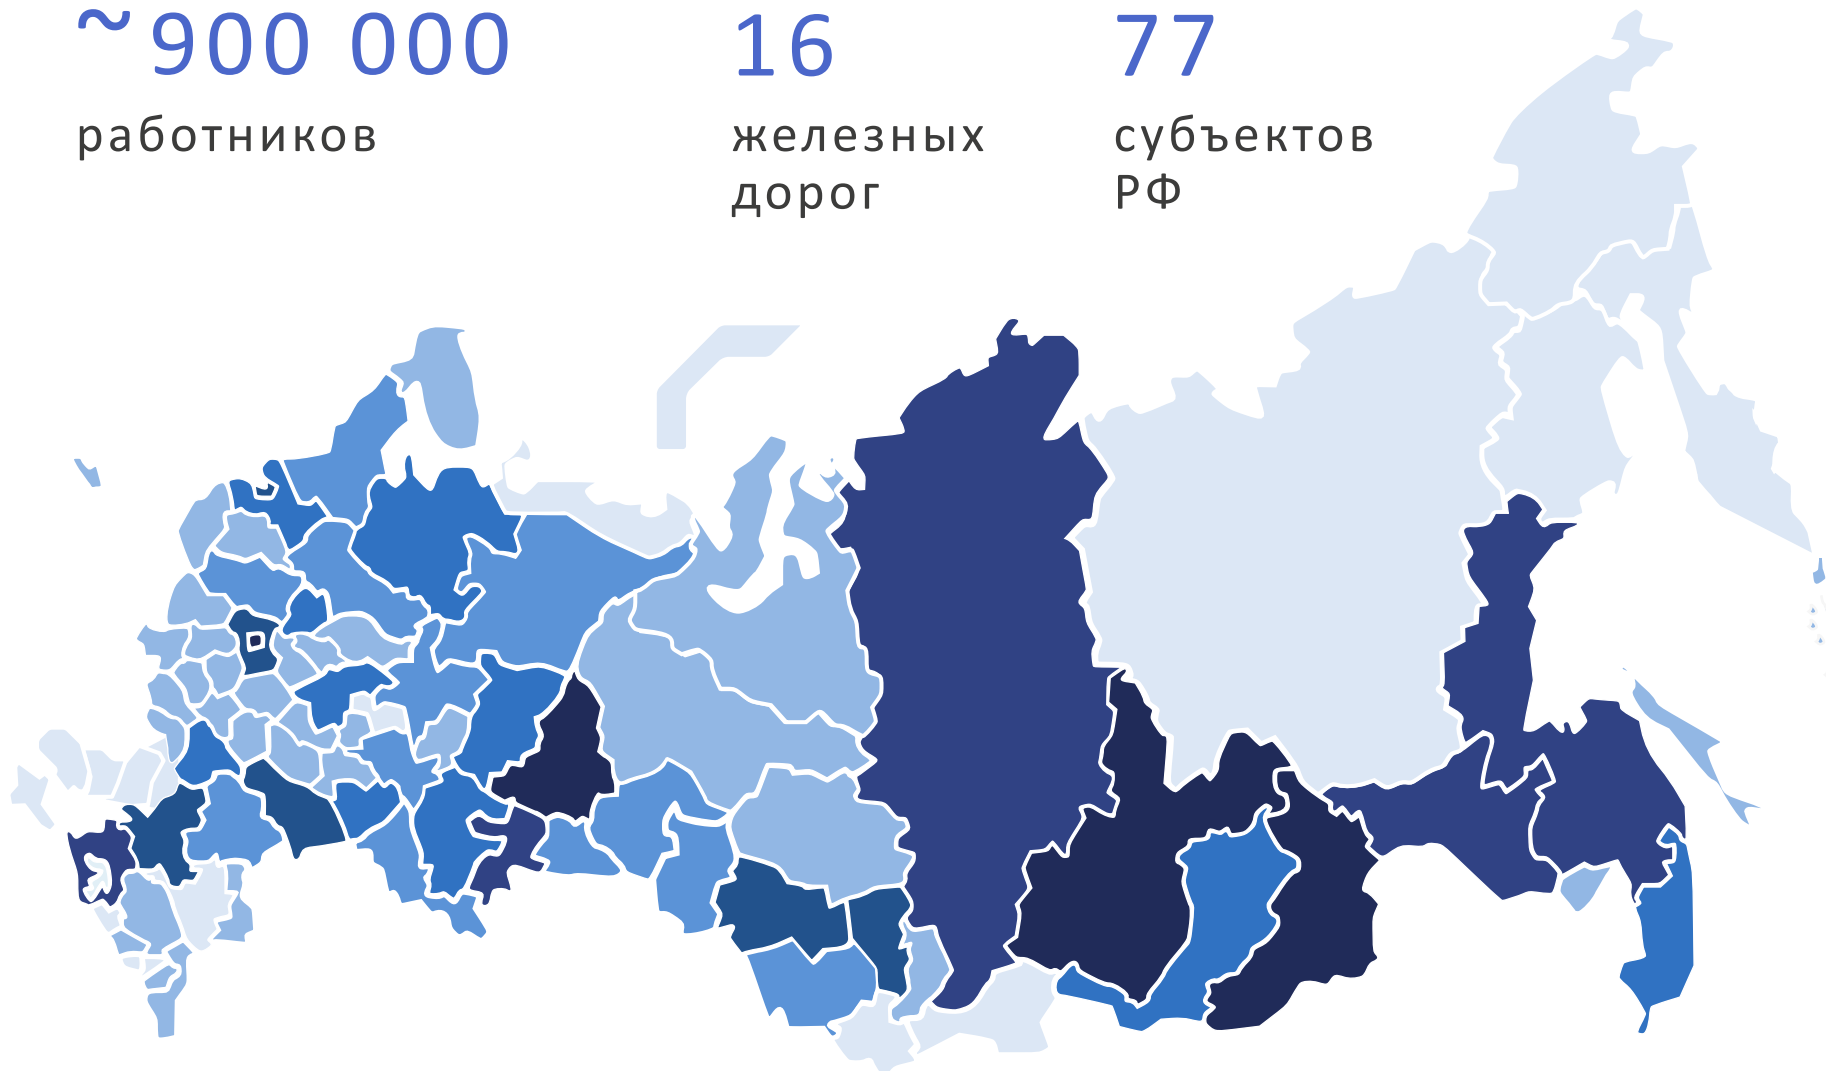 ~900 000
работников
16
железных
дорог
77
субъектов
РФ